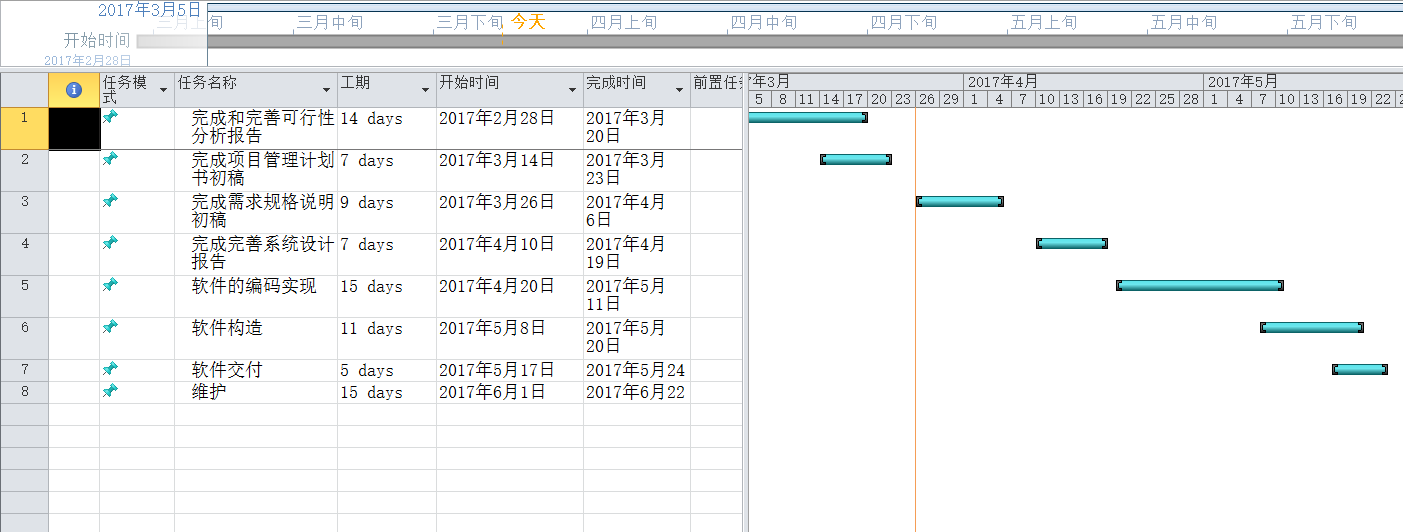 2017年3月5日
三月上旬 三月中旬 三月下旬 今天 四月上旬 四月中旬 四月下旬 五月上旬 五月中旬 五月下旬
开始时间
2017年2月28日
任务模式 任务名称 工期 开始时间 完成时间 前置任务
年3月 2017年4月 2017年5月
5 8 11 14 17 20 23 26 29 1 4 7 10 13 16 19 22 25 28 1 4 7 10 13 16 19 22
1 完成和完善可行性 14 days 2017年2月28日 2017年3月
分析报告 20日
2 完成项目管理计划 7 days 2017年3月14日 2017年3月
书初稿 23日
3 完成需求规格说明 9 days 2017年3月26日 2017年4月
初稿 6日
4 完成完善系统设计 7 days 2017年4月10日 2017年4月
报告 19日
5 软件的编码实现 15 days 2017年4月20日 2017年5月
11日
6 软件构造 11 days 2017年5月8日 2017年5月
20日
7 软件交付 5 days 2017年5月17日 2017年5月24
8 维护 15 days 2017年6月1日 2017年6月22